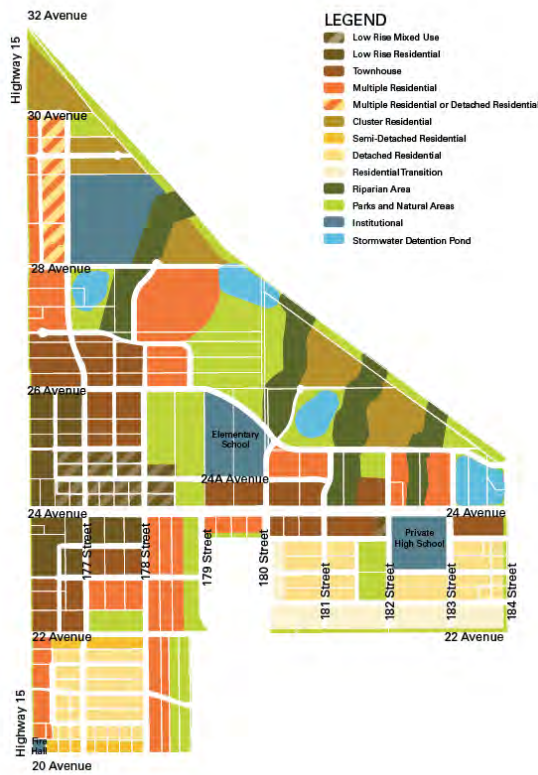 32 Avenue
Highway 15
LEGEND
Low Rise Mixed Use
Low Rise Residential
Townhouse
Multiple Residential
Multiple Residential or Detached Residential
Cluster Residential
Semi-Detached Residential
Detached Residential
Residential Transition
Riparian Area
Parks and Natural Areas
Institutional
Stormwater Detention Pond
30 Avenue
28 Avenue
26 Avenue
Elementary
School
24A Avenue
24 Avenue
24 Avenue
177 Street
178 Street
179 Street
180 Street
181 Street
182 Street
183 Street
184 Street
Private
High School
22 Avenue
22 Avenue
Highway 15
Fire
Hall
20 Avenue